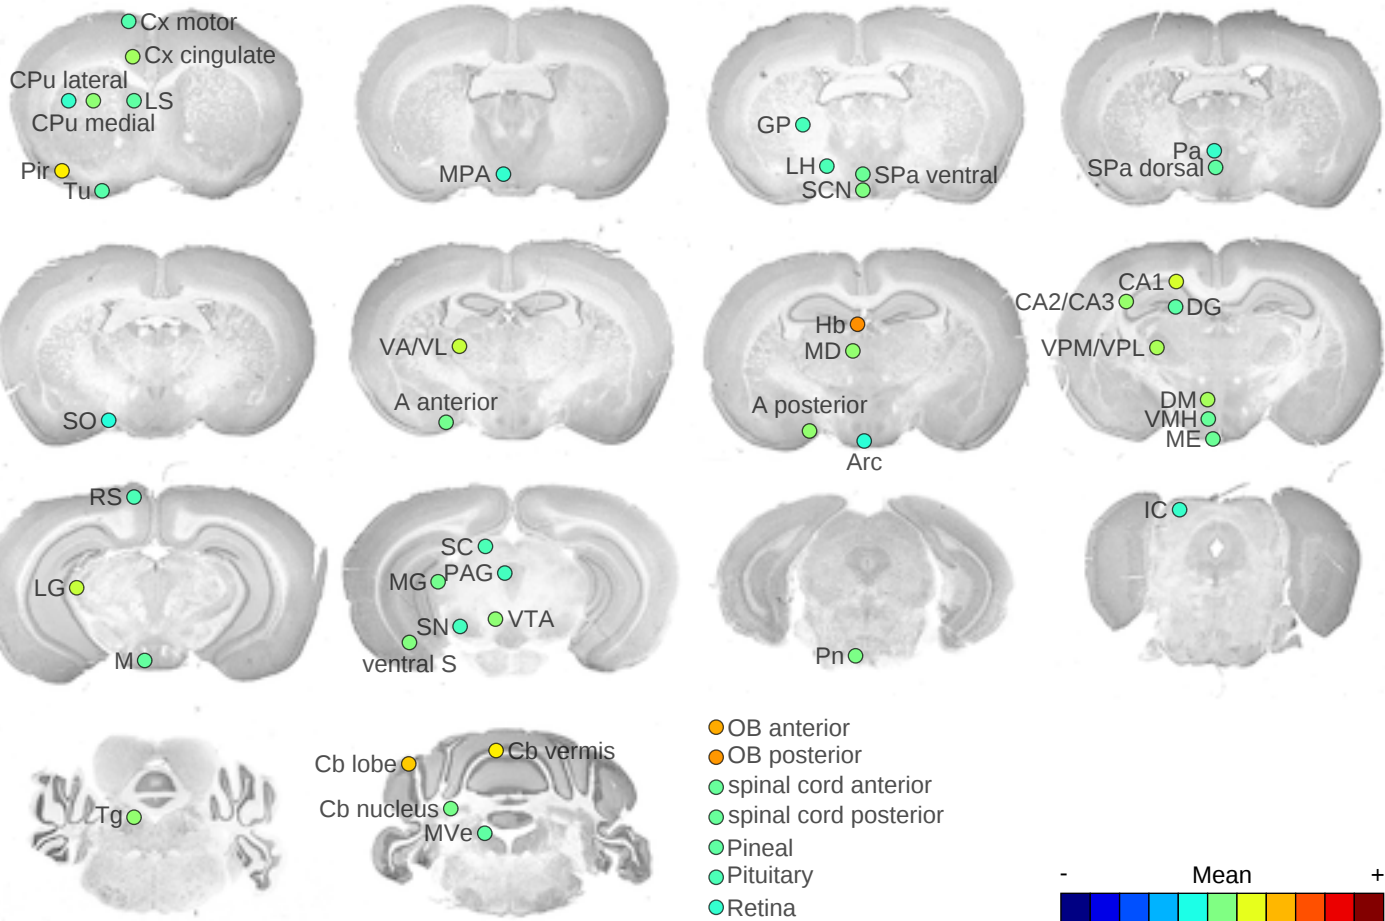 Cx motor
Cx cingulate
CPu lateral
LS
CPu medial
Pir
Tu
MPA
GP
LH
SPa ventral
SCN
Pa
SPa dorsal
SO
VA/VL
A anterior
Hb
MD
A posterior
Arc
CA1
CA2/CA3
DG
VPM/VPL
DM
VMH
ME
RS
LG
M
SC
PAG
MG
VTA
SN
ventral S
Pn
IC
Tg
Cb lobe
Cb vermis
Cb nucleus
MVe
OB anterior
OB posterior
spinal cord anterior
spinal cord posterior
Pineal
Pituitary
Retina
- Mean +